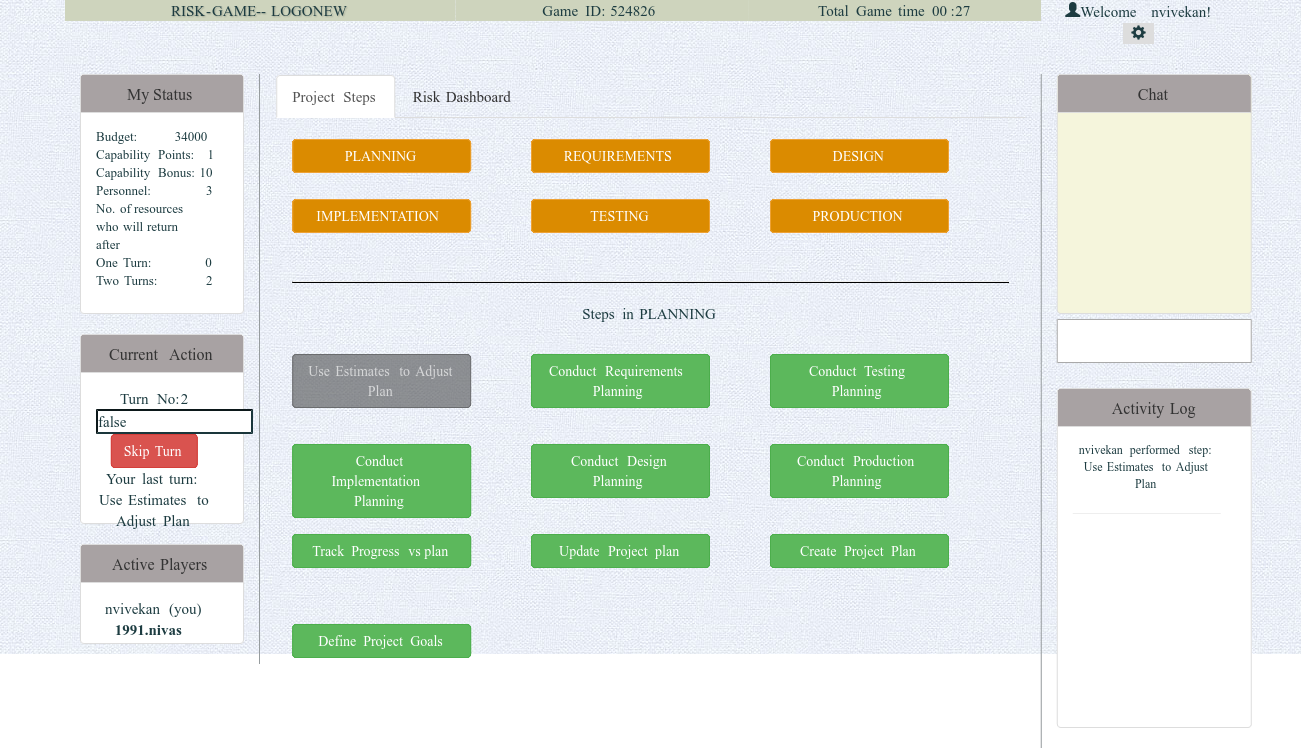 RISK-GAME-- LOGONEW
Game ID: 524826
Total Game time 00 :27
Welcome nvivekan!
My Status
Budget: 34000
Capability Points: 1
Capability Bonus: 10
Personnel: 3
No. of resources
who will return
after
One Turn: 0
Two Turns: 2
Current Action
Turn No:2
false
Skip Turn
Your last turn:
Use Estimates to
Adjust Plan
Active Players
nvivekan (you)
1991.nivas
Project Steps
Risk Dashboard
PLANNING
REQUIREMENTS
DESIGN
IMPLEMENTATION
TESTING
PRODUCTION
Steps in PLANNING
Use Estimates to Adjust
Plan
Conduct Requirements
Planning
Conduct Testing
Planning
Conduct
Implementation
Planning
Conduct Design
Planning
Conduct Production
Planning
Track Progress vs plan
Update Project plan
Create Project Plan
Define Project Goals
Chat
Activity Log
nvivekan performed step:
Use Estimates to Adjust
Plan